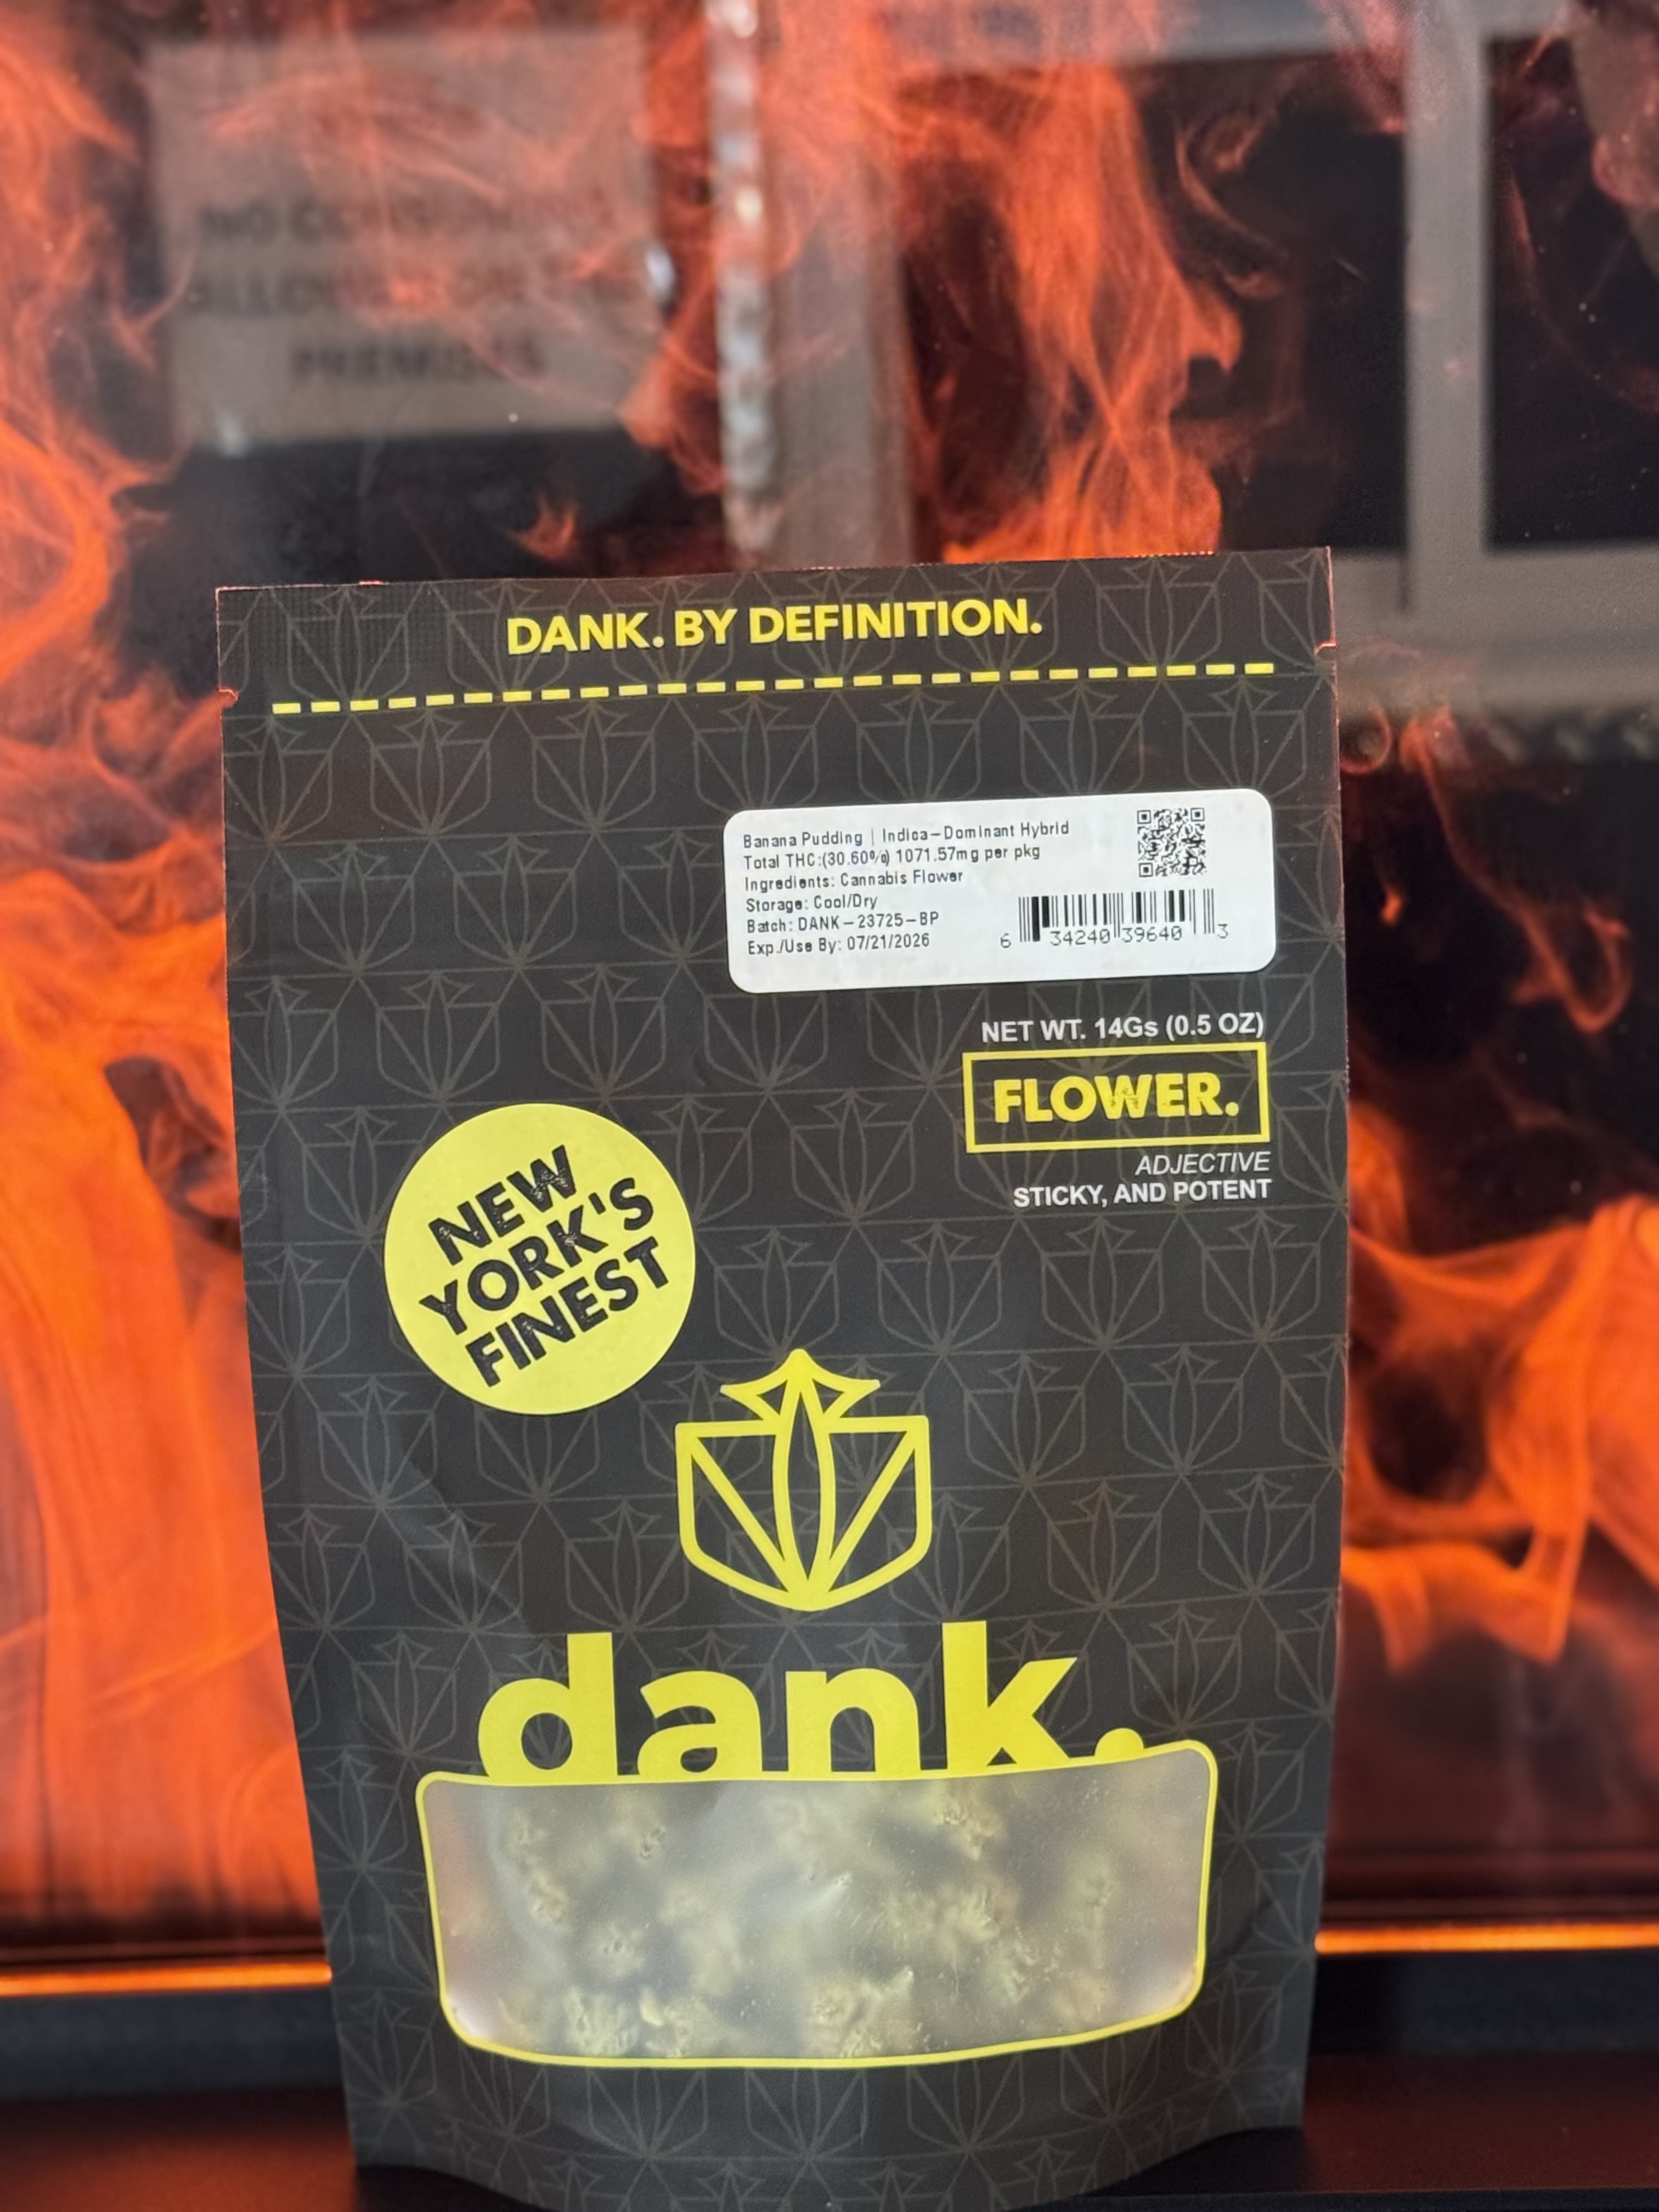 PREMISES
DANK. BY DEFINITION.
Banana Pudding | Indica-Dominant Hybrid
Total THC:(30.60%) 1071.57mg per pkg
Ingredients: Cannabis Flower
Storage: Cool/Dry
Batch: DANK-23725-BP
Exp./Use By: 07/21/2026
6 34240 39640 3
NET WT. 14Gs (0.5 OZ)
FLOWER.
ADJECTIVE
STICKY, AND POTENT
NEW
YORK'S
FINEST
dank.